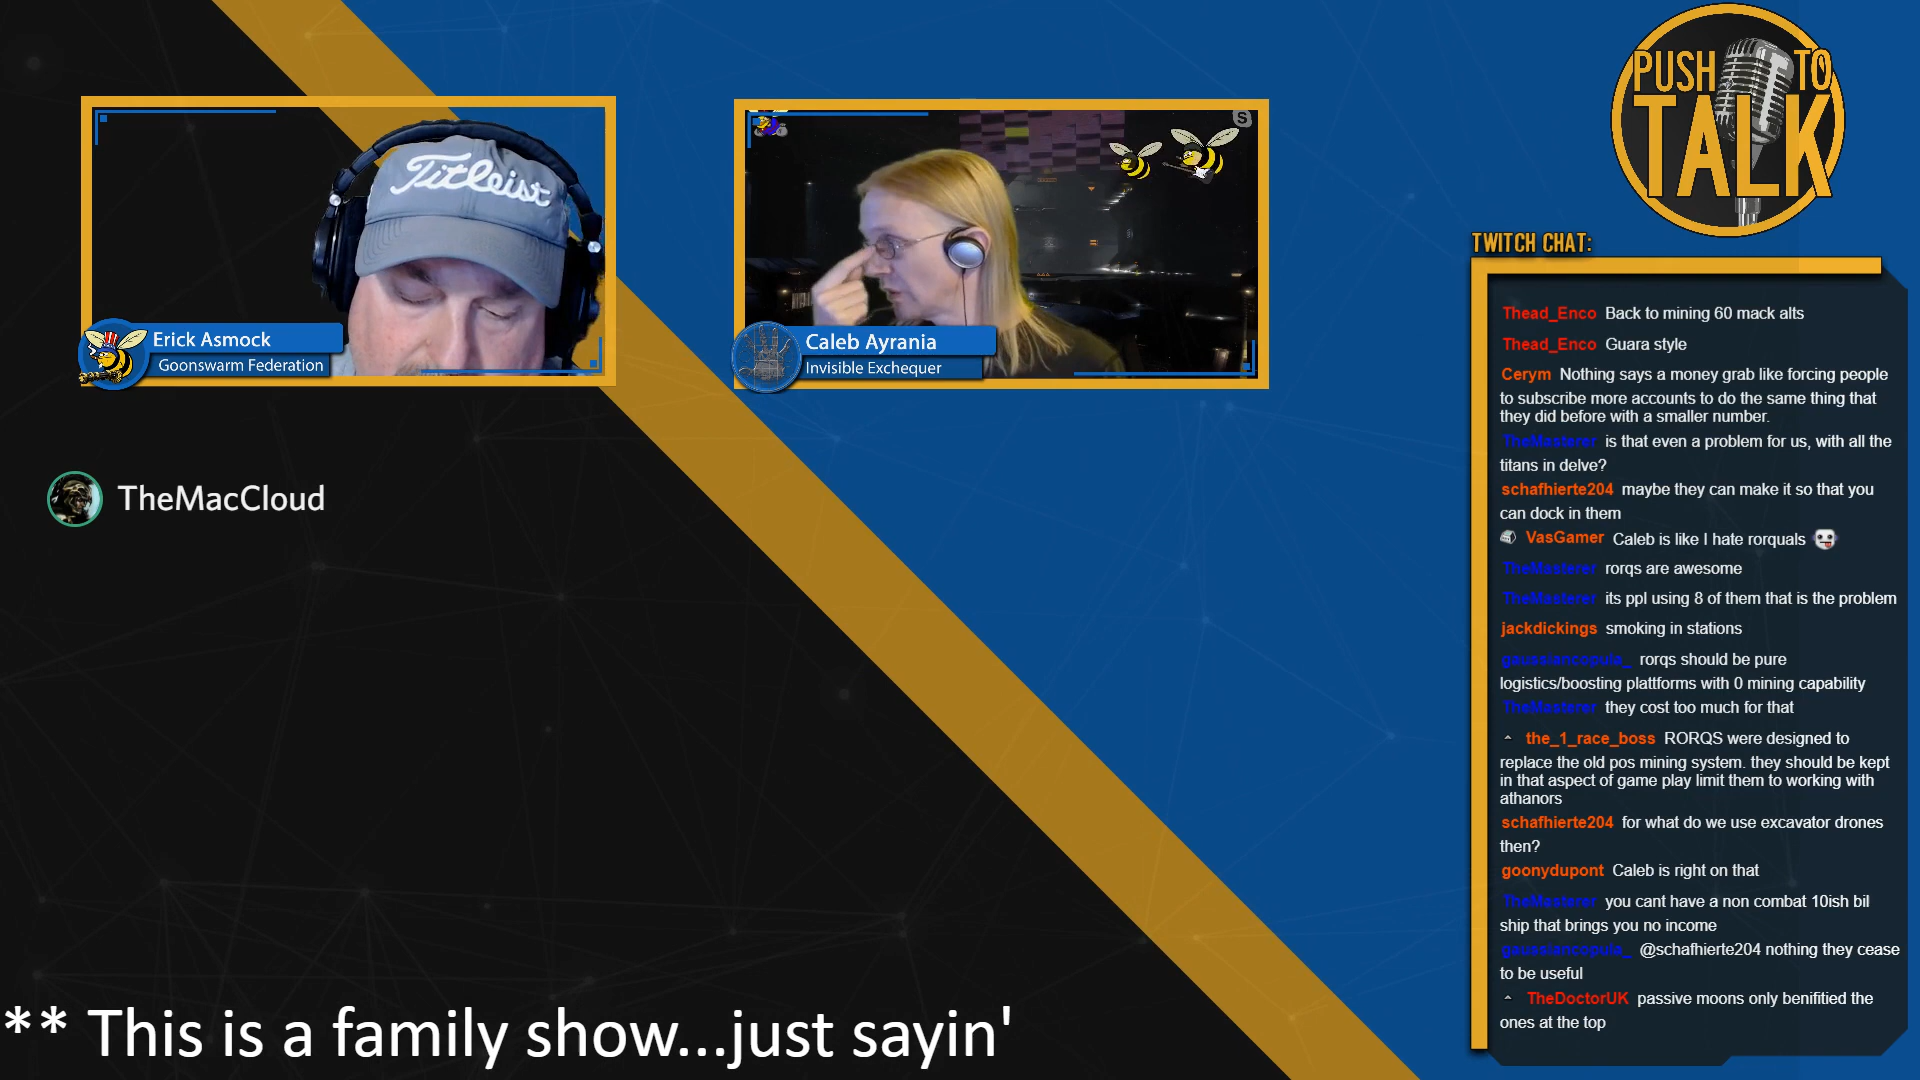 PUSH TO
TALK
Titleist
S
Erick Asmock
Goonswarm Federation
Caleb Ayrania
Invisible Exchequer
TheMacCloud
** This is a family show...just sayin'
TWITCH CHAT:
Thead_Enco Back to mining 60 mack alts
Thead_Enco Guara style
Cerym Nothing says a money grab like forcing people
to subscribe more accounts to do the same thing that
they did before with a smaller number.
TheMasterer is that even a problem for us, with all the
titans in delve?
schafhierte204 maybe they can make it so that you
can dock in them
VasGamer Caleb is like I hate rorquals
TheMasterer rorqs are awesome
TheMasterer its ppl using 8 of them that is the problem
jackdickings smoking in stations
gaussiancopula_ rorqs should be pure
logistics/boosting plattforms with 0 mining capability
TheMasterer they cost too much for that
the_1_race_boss RORQS were designed to
replace the old pos mining system. they should be kept
in that aspect of game play limit them to working with
athanors
schafhierte204 for what do we use excavator drones
then?
goonydupont Caleb is right on that
TheMasterer you cant have a non combat 10ish bil
ship that brings you no income
gaussiancopula_ @schafhierte204 nothing they cease
to be useful
TheDoctorUK passive moons only benifitied the
ones at the top